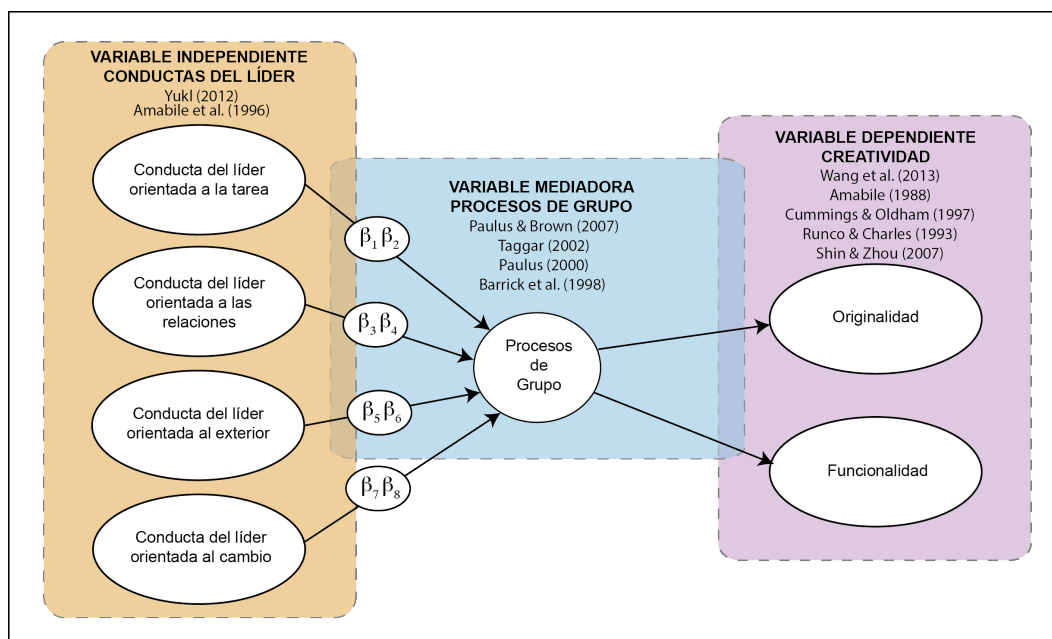 VARIABLE INDEPENDIENTE
CONDUCTAS DEL LÍDER
Yukl (2012)
Amabile et al. (1996)
Conducta del líder
orientada a la tarea
Conducta del líder
orientada a las
relaciones
Conducta del líder
orientada al exterior
Conducta del líder
orientada al cambio
β₁ β₂
β₃ β₄
β₅ β₆
β₇ β₈
VARIABLE MEDIADORA
PROCESOS DE GRUPO
Paulus & Brown (2007)
Taggar (2002)
Paulus (2000)
Barrick et al. (1998)
Procesos
de
Grupo
VARIABLE DEPENDIENTE
CREATIVIDAD
Wang et al. (2013)
Amabile (1988)
Cummings & Oldham (1997)
Runco & Charles (1993)
Shin & Zhou (2007)
Originalidad
Funcionalidad